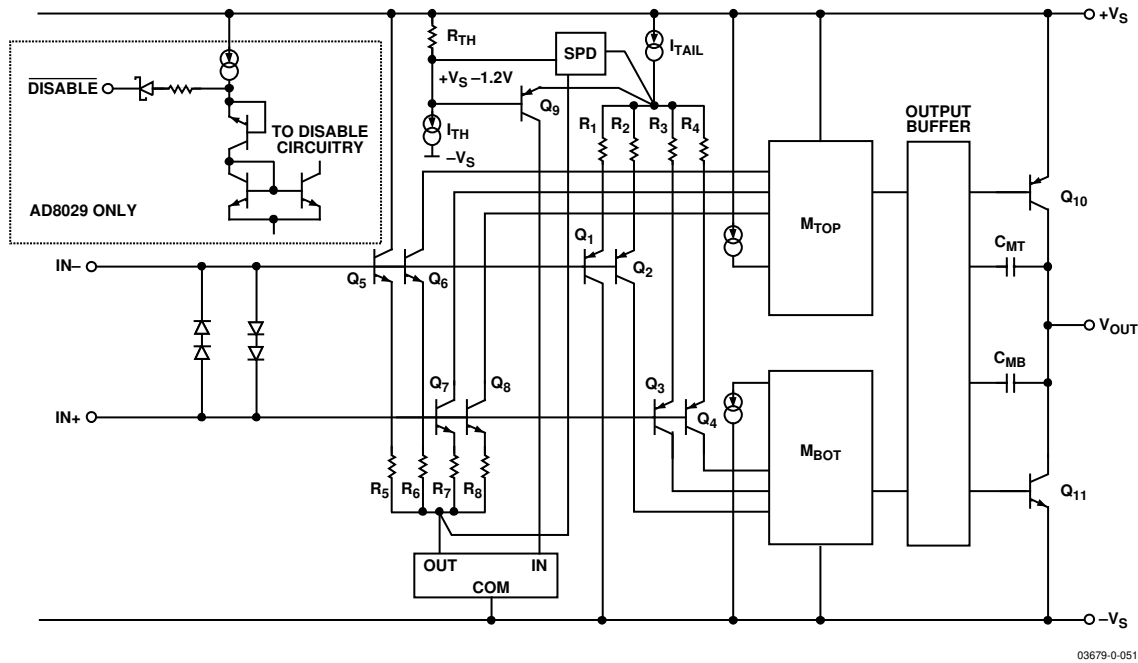 +VS
RTH
SPD
ITAIL
DISABLE
+VS –1.2V
Q9
R1 R2 R3 R4
OUTPUT
BUFFER
TO DISABLE
CIRCUITRY
ITH
–VS
AD8029 ONLY
MTOP
Q10
Q1
CMT
IN–
Q5 Q6
Q2
VOUT
CMB
Q7 Q8
Q3
IN+
Q4
MBOT
R5 R6 R7 R8
Q11
OUT IN
COM
–VS
03679-0-051